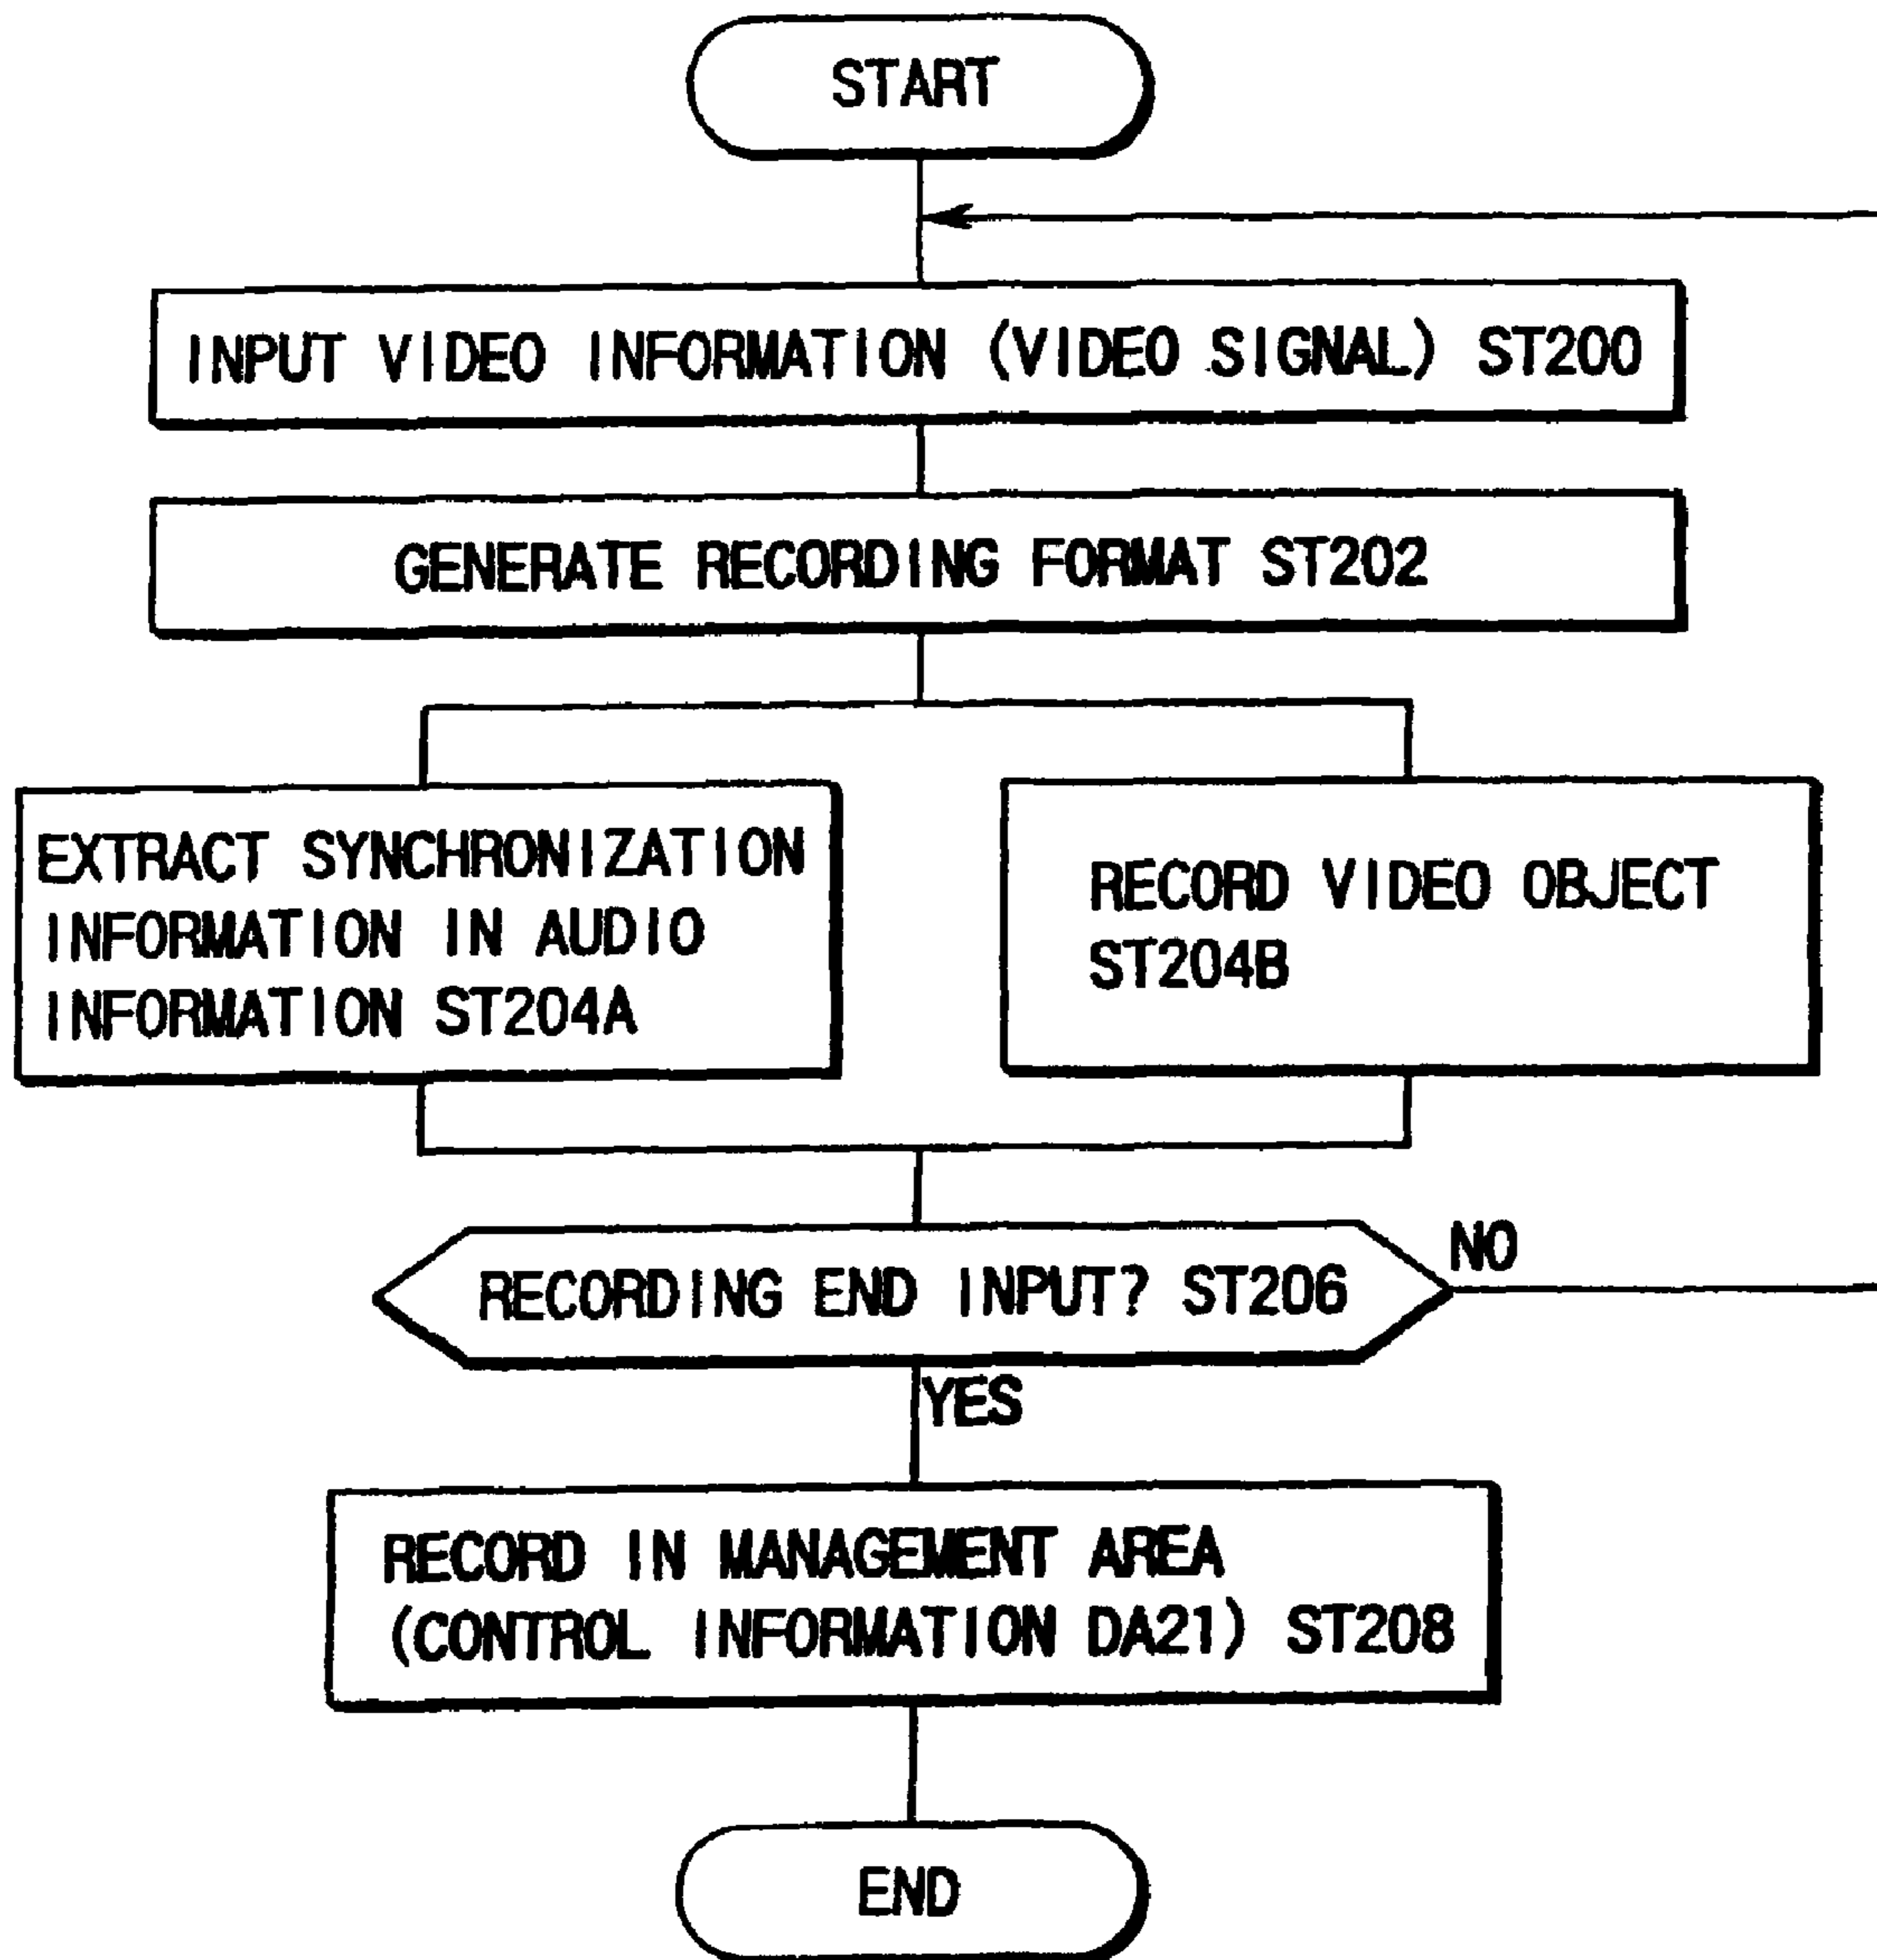 START
INPUT VIDEO INFORMATION (VIDEO SIGNAL) ST200
GENERATE RECORDING FORMAT ST202
EXTRACT SYNCHRONIZATION
INFORMATION IN AUDIO
INFORMATION ST204A
RECORD VIDEO OBJECT
ST204B
RECORDING END INPUT? ST206
NO
YES
RECORD IN MANAGEMENT AREA
(CONTROL INFORMATION DA21) ST208
END